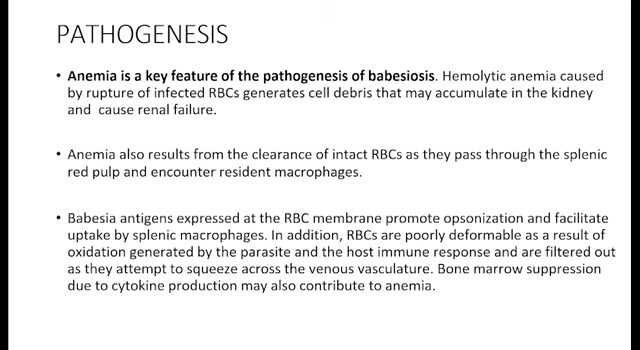 PATHOGENESIS
• Anemia is a key feature of the pathogenesis of babesiosis. Hemolytic anemia caused
by rupture of infected RBCs generates cell debris that may accumulate in the kidney
and cause renal failure.
• Anemia also results from the clearance of intact RBCs as they pass through the splenic
red pulp and encounter resident macrophages.
• Babesia antigens expressed at the RBC membrane promote opsonization and facilitate
uptake by splenic macrophages. In addition, RBCs are poorly deformable as a result of
oxidation generated by the parasite and the host immune response and are filtered out
as they attempt to squeeze across the venous vasculature. Bone marrow suppression
due to cytokine production may also contribute to anemia.